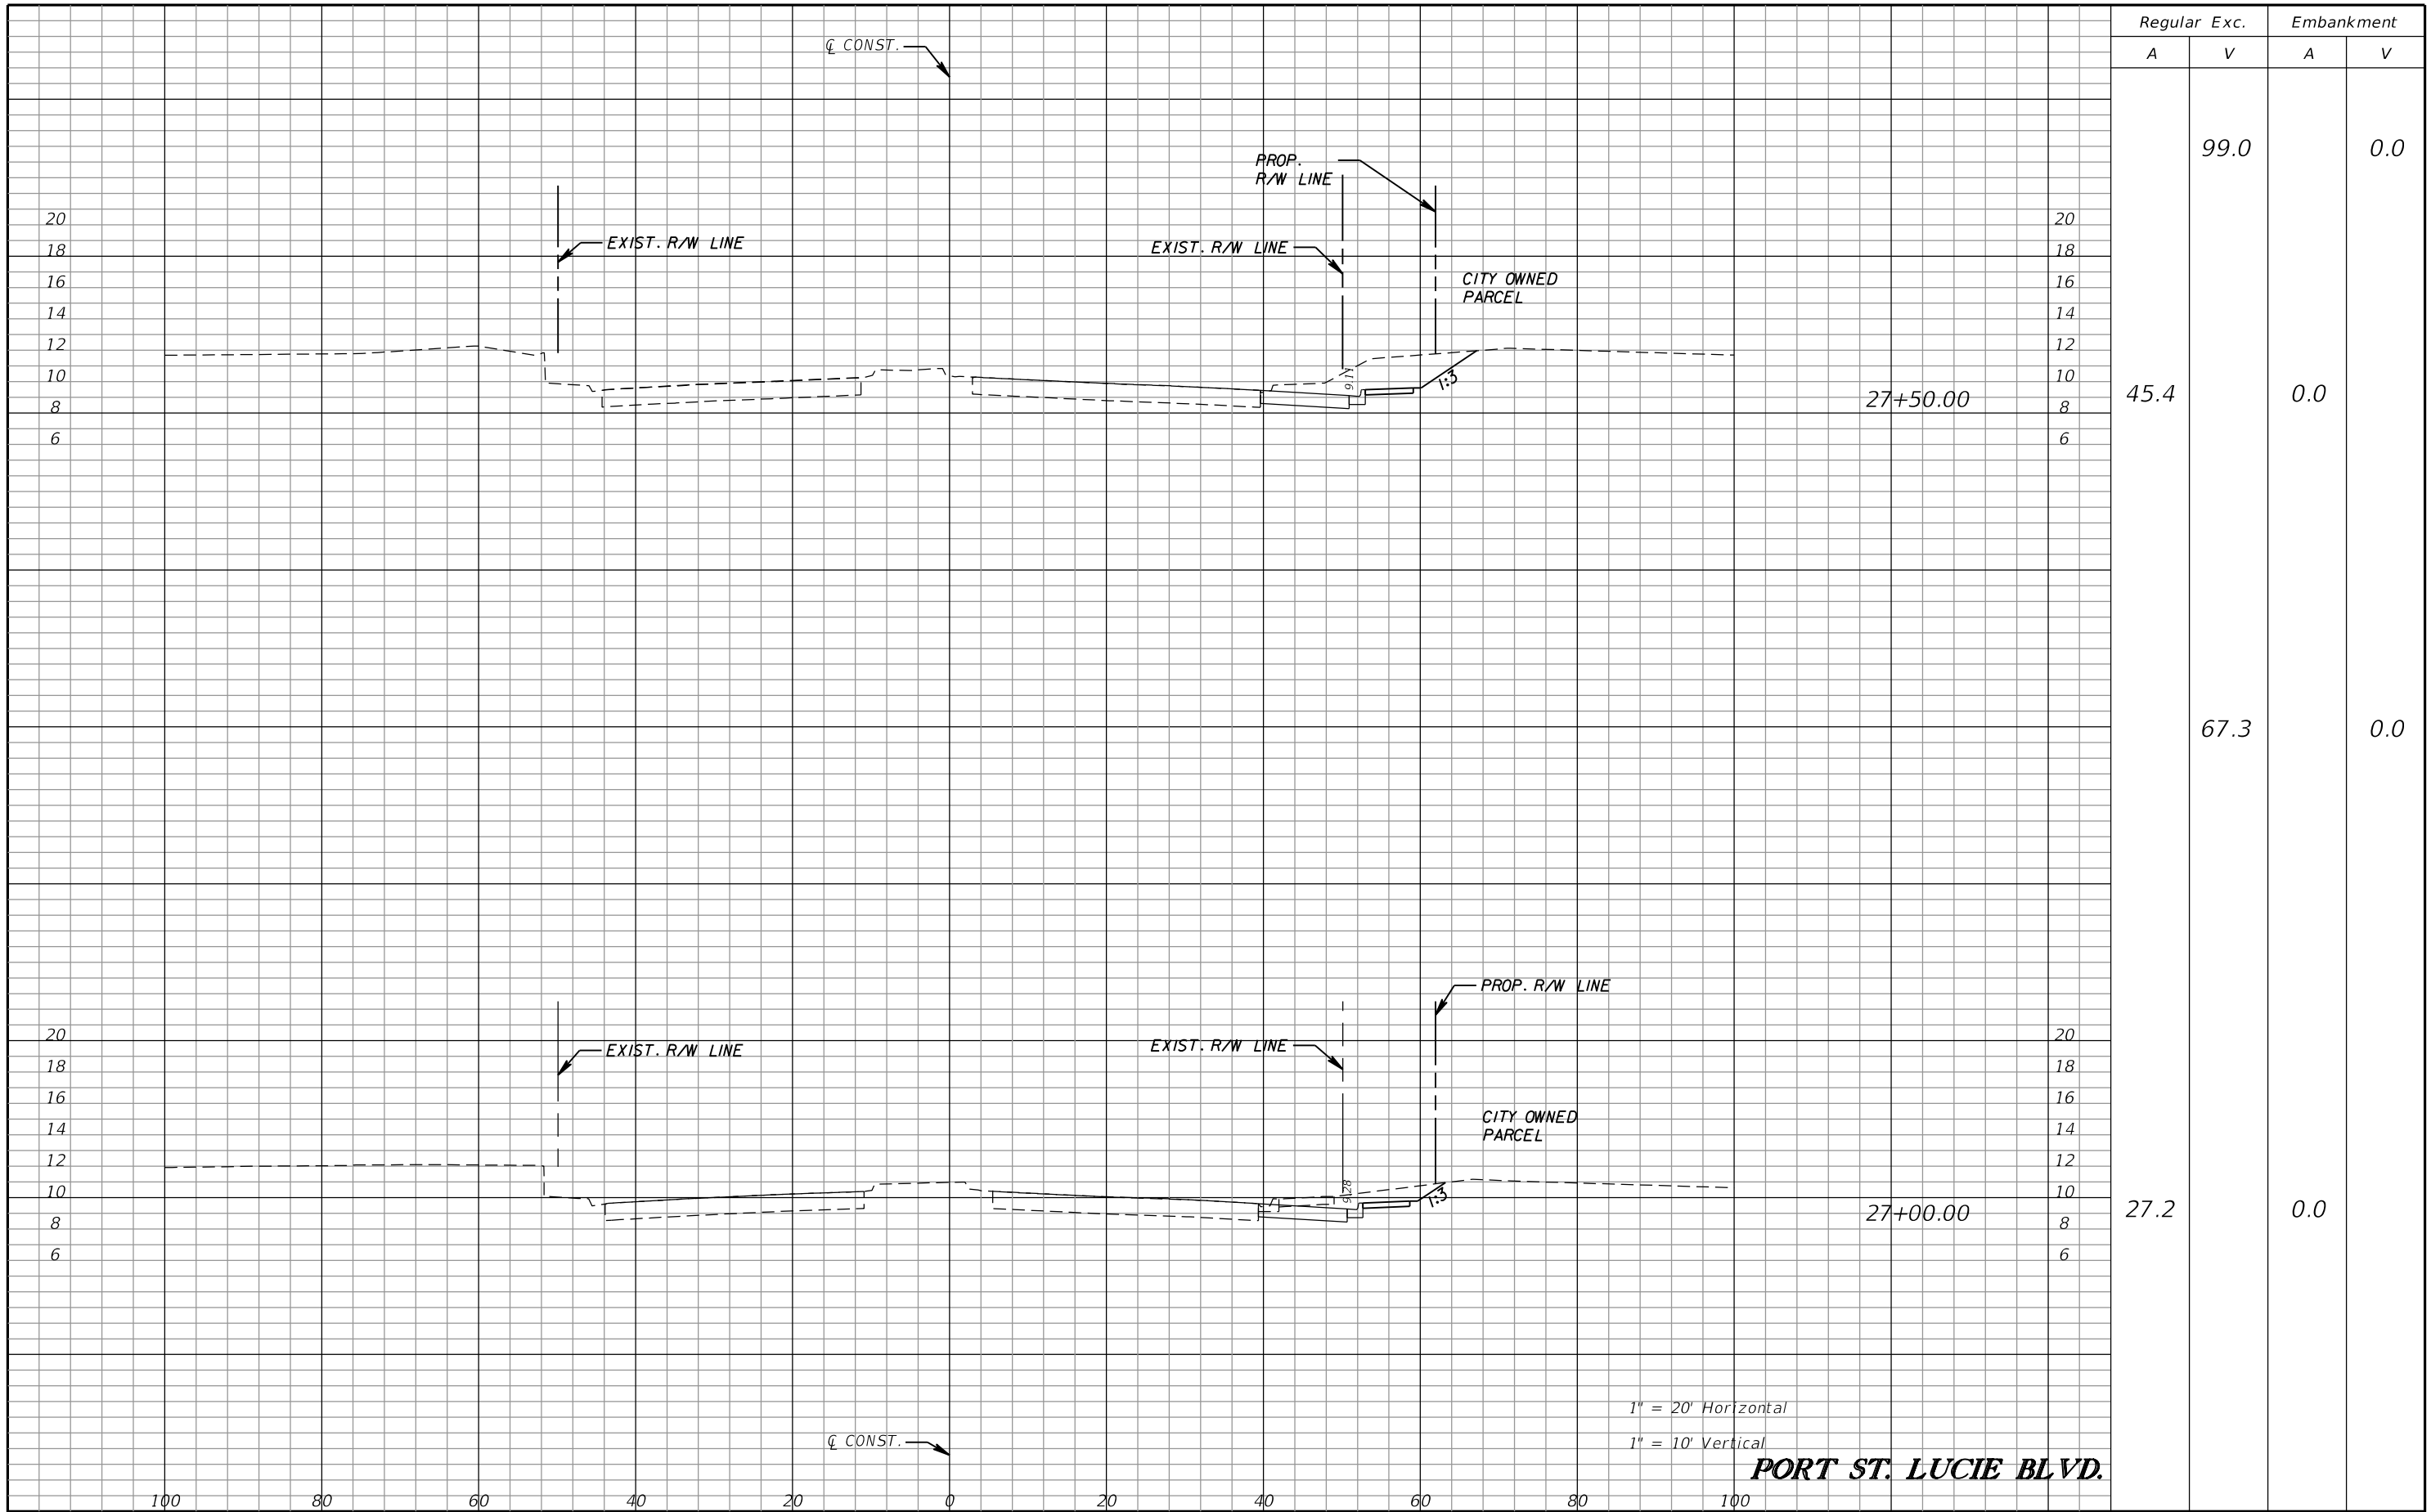 Regular Exc. Embankment
A V A V
℄ CONST.
99.0 0.0
PROP.
R/W LINE
20 20
EXIST. R/W LINE EXIST. R/W LINE
18 18
16 CITY OWNED 16
PARCEL
14 14
12 12
10 9.11 1:3 10
27+50.00 45.4 0.0
8 8
6 6
67.3 0.0
PROP. R/W LINE
20 20
EXIST. R/W LINE EXIST. R/W LINE
18 18
16 16
CITY OWNED
14 PARCEL 14
12 12
10 9.28 1:3 10
27+00.00 27.2 0.0
8 8
6 6
1" = 20' Horizontal
℄ CONST. 1" = 10' Vertical
PORT ST. LUCIE BLVD.
100 80 60 40 20 0 20 40 60 80 100